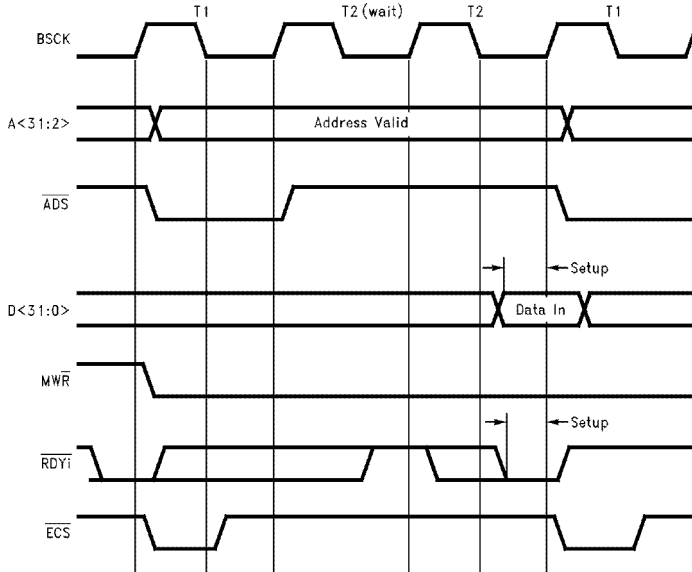 T1 T2 (wait) T2 T1
BSCK
A<31:2> Address Valid
ADS
Setup
D<31:0> Data In
MWR
Setup
RDYi
ECS